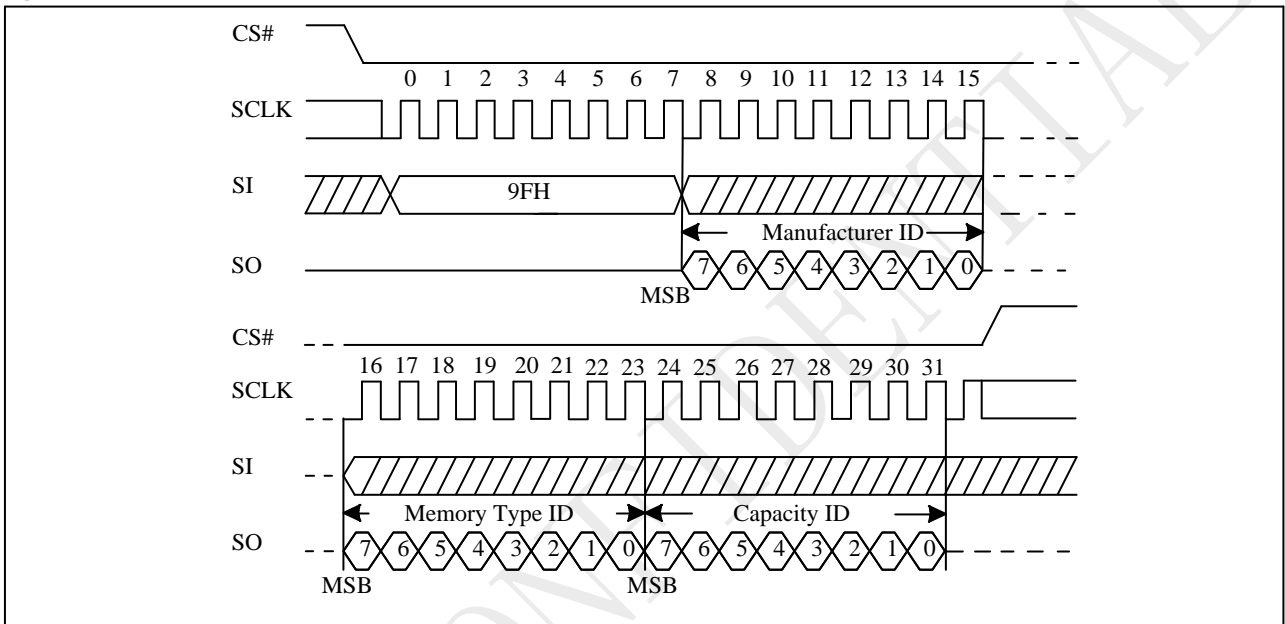 CS#
0 1 2 3 4 5 6 7 8 9 10 11 12 13 14 15
SCLK
SI
9FH
Manufacturer ID
SO
7 6 5 4 3 2 1 0
MSB
CS#
16 17 18 19 20 21 22 23 24 25 26 27 28 29 30 31
SCLK
SI
Memory Type ID Capacity ID
SO
7 6 5 4 3 2 1 0 7 6 5 4 3 2 1 0
MSB MSB
CONFIDENTIAL